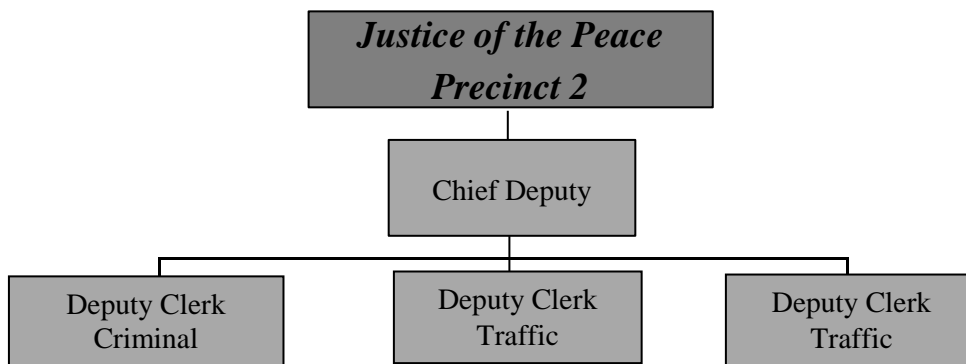 Justice of the Peace
Precinct 2
Chief Deputy
Deputy Clerk
Criminal
Deputy Clerk
Traffic
Deputy Clerk
Traffic